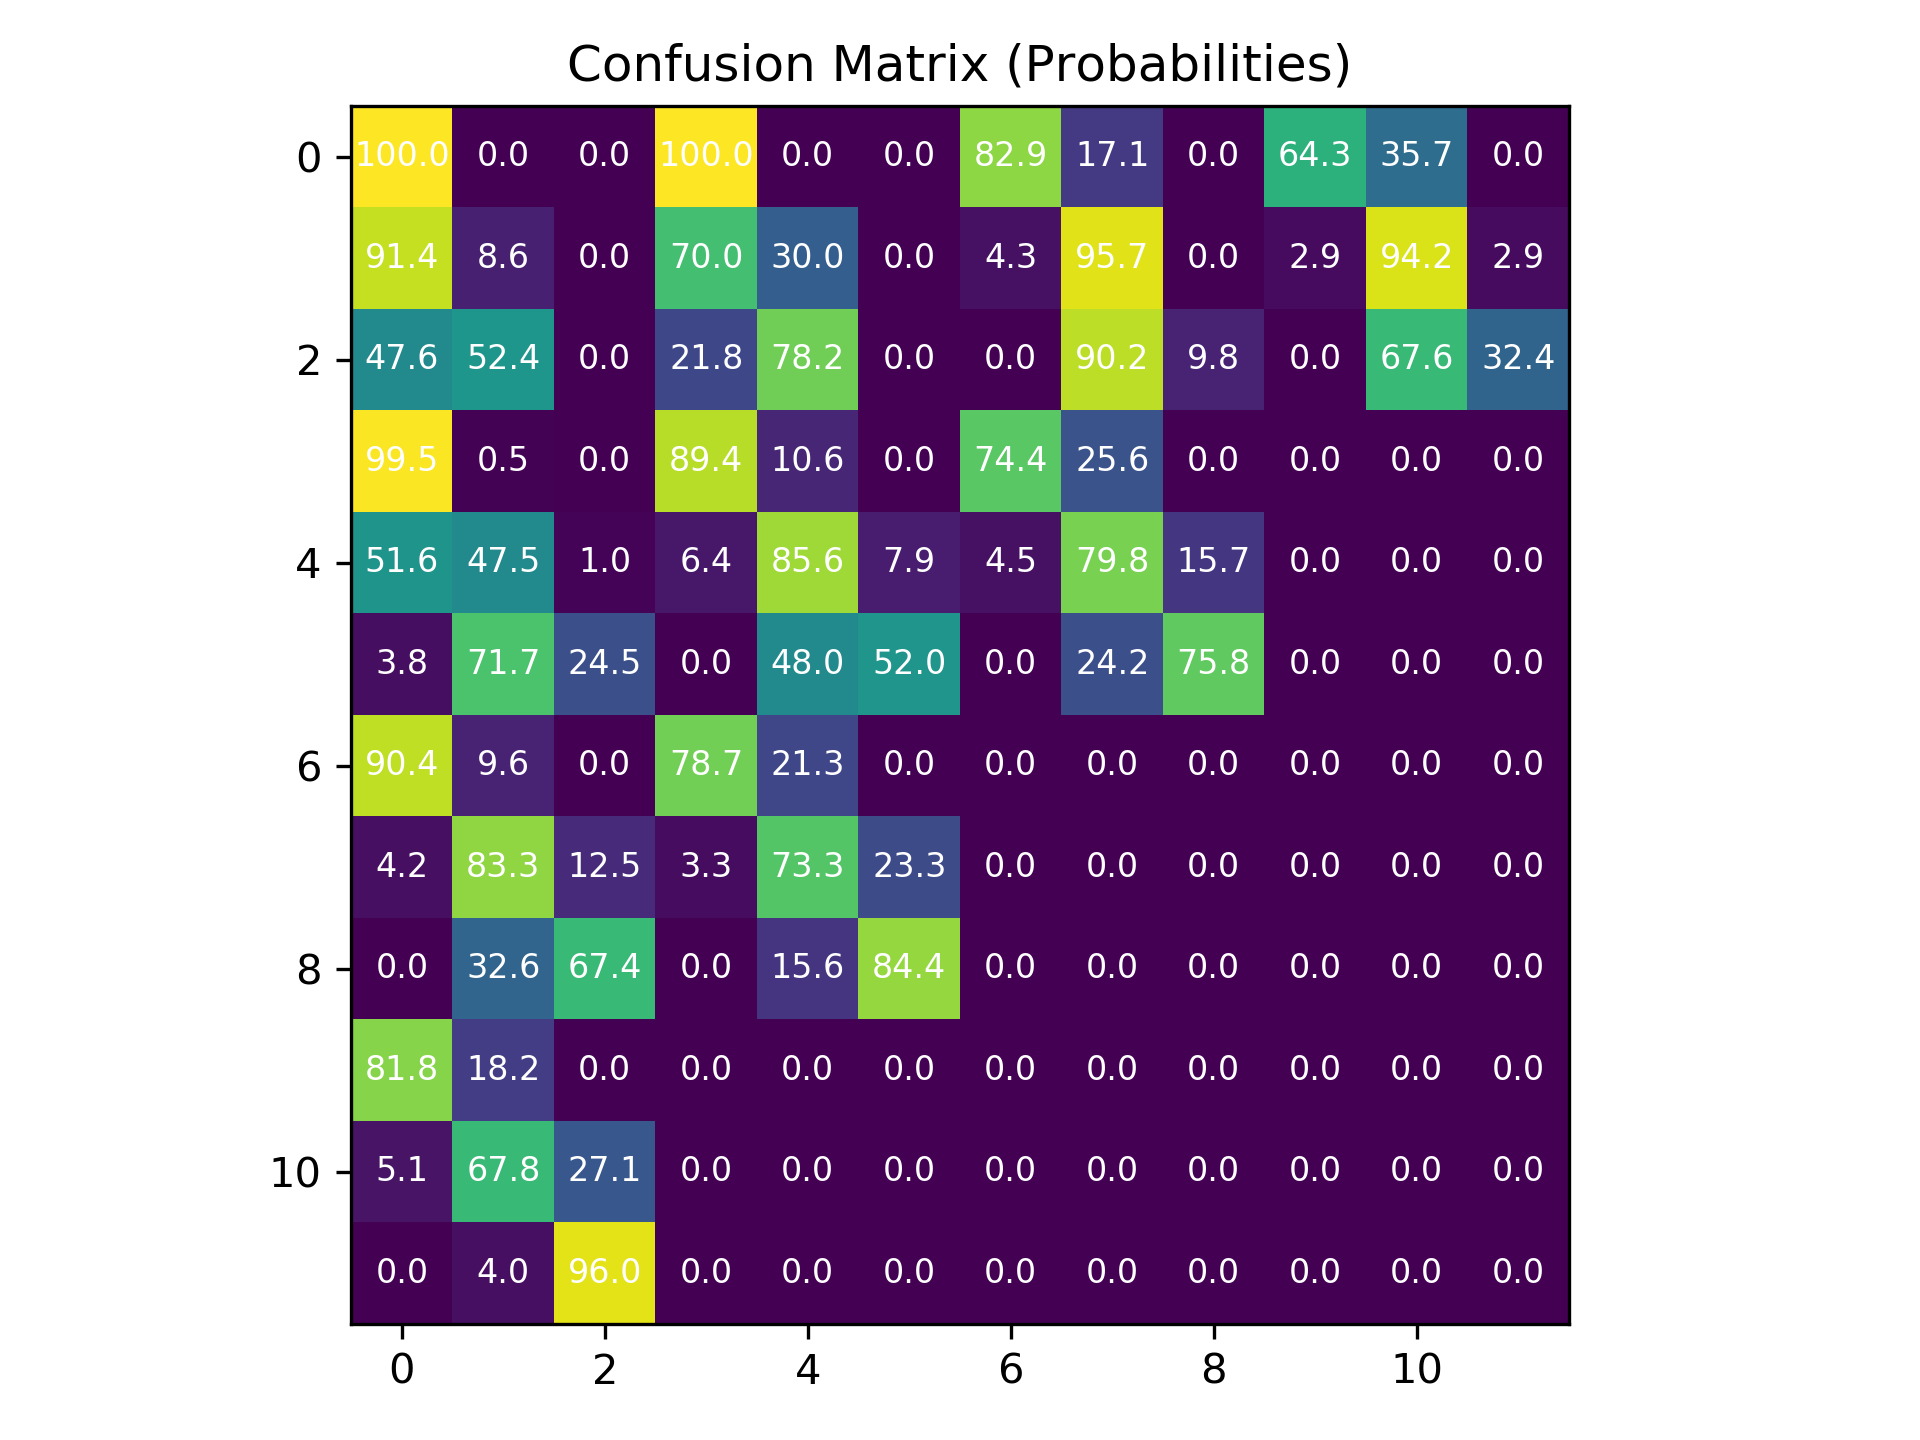 Confusion Matrix (Probabilities)
0 100.0 0.0 0.0 100.0 0.0 0.0 82.9 17.1 0.0 64.3 35.7 0.0
91.4 8.6 0.0 70.0 30.0 0.0 4.3 95.7 0.0 2.9 94.2 2.9
2 47.6 52.4 0.0 21.8 78.2 0.0 0.0 90.2 9.8 0.0 67.6 32.4
99.5 0.5 0.0 89.4 10.6 0.0 74.4 25.6 0.0 0.0 0.0 0.0
4 51.6 47.5 1.0 6.4 85.6 7.9 4.5 79.8 15.7 0.0 0.0 0.0
3.8 71.7 24.5 0.0 48.0 52.0 0.0 24.2 75.8 0.0 0.0 0.0
6 90.4 9.6 0.0 78.7 21.3 0.0 0.0 0.0 0.0 0.0 0.0 0.0
4.2 83.3 12.5 3.3 73.3 23.3 0.0 0.0 0.0 0.0 0.0 0.0
8 0.0 32.6 67.4 0.0 15.6 84.4 0.0 0.0 0.0 0.0 0.0 0.0
81.8 18.2 0.0 0.0 0.0 0.0 0.0 0.0 0.0 0.0 0.0 0.0
10 5.1 67.8 27.1 0.0 0.0 0.0 0.0 0.0 0.0 0.0 0.0 0.0
0.0 4.0 96.0 0.0 0.0 0.0 0.0 0.0 0.0 0.0 0.0 0.0
0 2 4 6 8 10